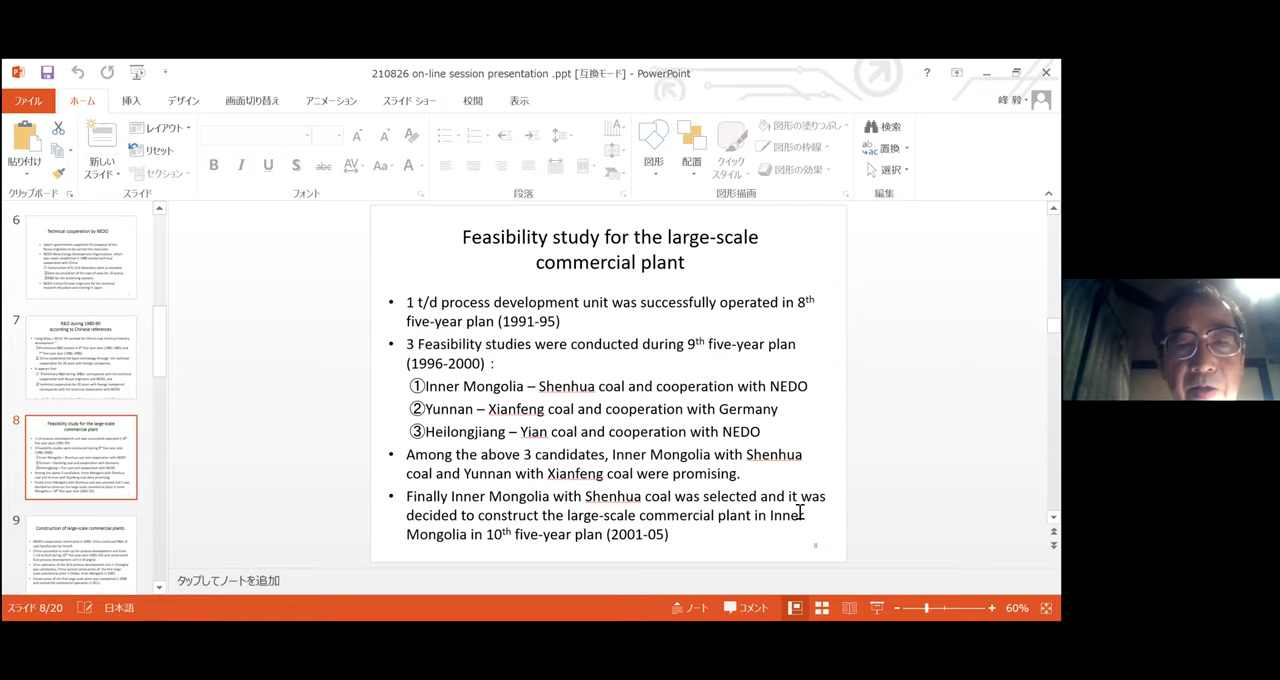 210826 on-line session presentation .ppt [互換モード] - PowerPoint
ファイル ホーム 挿入 デザイン 画面切り替え アニメーション スライド ショー 校閲 表示
峰 毅
貼り付け
新しい
スライド
レイアウト
リセット
セクション
図形
配置
クイック
スタイル
図形の塗りつぶし
図形の枠線
図形の効果
検索
置換
選択
クリップボード スライド フォント 段落 図形描画 編集
6
Technical cooperation by NEDO
7
R&D during 1980-90
according to Chinese references
8
Feasibility study for the large-scale
commercial plant
9
Construction of large-scale commercial plants
Feasibility study for the large-scale
commercial plant
• 1 t/d process development unit was successfully operated in 8th
five-year plan (1991-95)
• 3 Feasibility studies were conducted during 9th five-year plan
①Inner Mongolia – Shenhua coal and cooperation with NEDO
②Yunnan – Xianfeng coal and cooperation with Germany
③Heilongjiang – Yian coal and cooperation with NEDO
• Among the above 3 candidates, Inner Mongolia with Shenhua
coal and Yunnan with Xianfeng coal were promising.
• Finally Inner Mongolia with Shenhua coal was selected and it was
decided to construct the large-scale commercial plant in Inner
Mongolia in 10th five-year plan (2001-05)
8
タップしてノートを追加
スライド 8/20 日本語 ノート コメント 60%